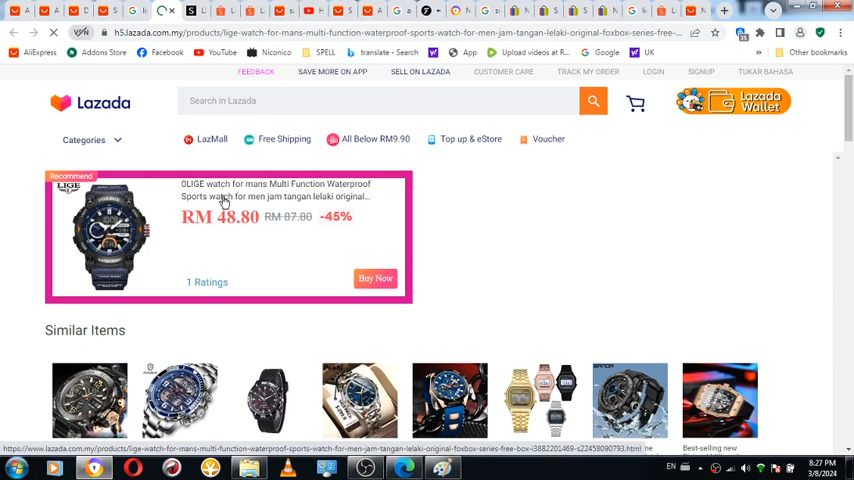 h5.lazada.com.my/products/lige-watch-for-mans-multi-function-waterproof-sports-watch-for-men-jam-tangan-lelaki-original-foxbox-series-free-...
AliExpress Addons Store Facebook YouTube Niconico SPELL translate - Search App Upload videos at R... Google UK » Other bookmarks
FEEDBACK SAVE MORE ON APP SELL ON LAZADA CUSTOMER CARE TRACK MY ORDER LOGIN SIGNUP TUKAR BAHASA
Lazada Search in Lazada Lazada Wallet
Categories LazMall Free Shipping All Below RM9.90 Top up & eStore Voucher
Recommend
LIGE
0LIGE watch for mans Multi Function Waterproof
Sports watch for men jam tangan lelaki original...
RM 48.80 RM 87.80 -45%
1 Ratings Buy Now
Similar Items
Best-selling new
https://www.lazada.com.my/products/lige-watch-for-mans-multi-function-waterproof-sports-watch-for-men-jam-tangan-lelaki-original-foxbox-series-free-box-i3882201469-s22458090793.html
EN 8:27 PM
3/8/2024